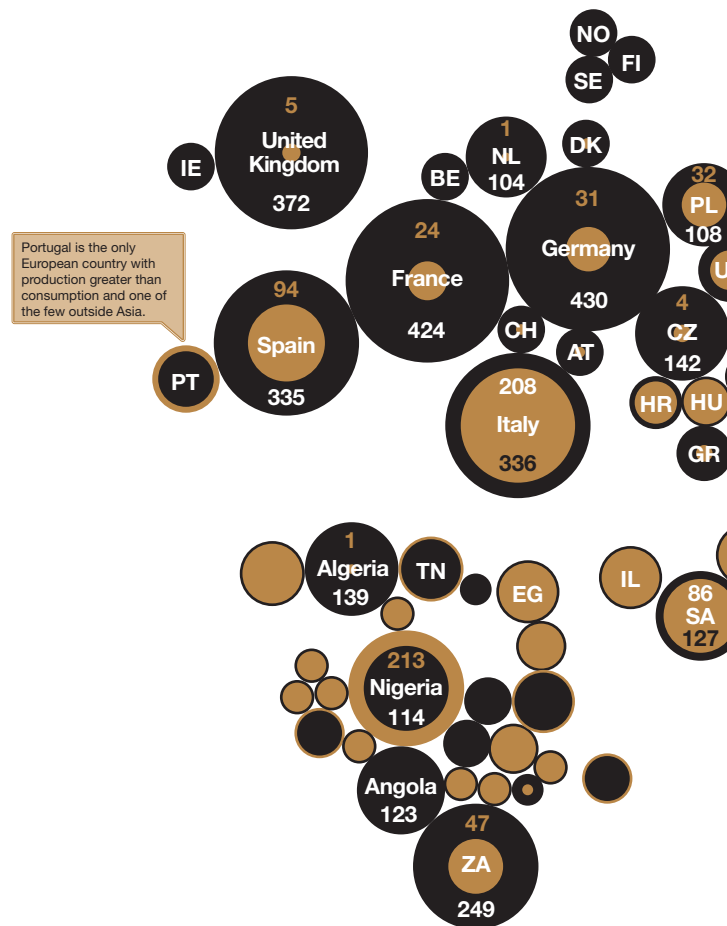 NO
FI
SE
5
United
Kingdom
372
IE
1
NL
104
DK
BE
32
PL
108
24
France
424
31
Germany
430
U
Portugal is the only
European country with
production greater than
consumption and one of
the few outside Asia.
94
Spain
335
PT
CH
AT
4
CZ
142
208
Italy
336
HR
HU
GR
1
Algeria
139
TN
EG
IL
86
SA
127
213
Nigeria
114
Angola
123
47
ZA
249